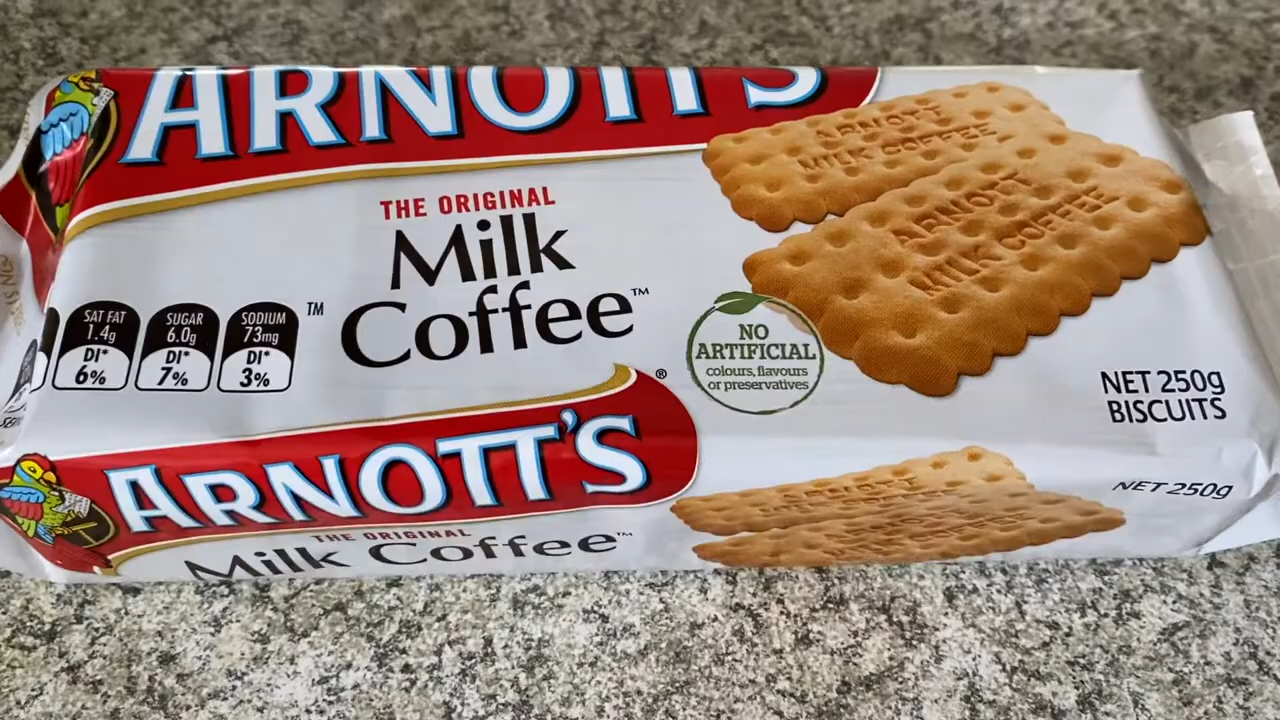 ARNOTT'S
THE ORIGINAL
Milk
Coffee™
™
SAT FAT
1.4g
DI*
6%
SUGAR
6.0g
DI*
7%
SODIUM
73mg
DI*
3%
ARNOTT
MILK COFFEE
ARNOTT
MILK COFFEE
NO
ARTIFICIAL
colours, flavours
or preservatives
NET 250g
BISCUITS
ARNOTT'S®
THE ORIGINAL
Milk Coffee™
NET 250g